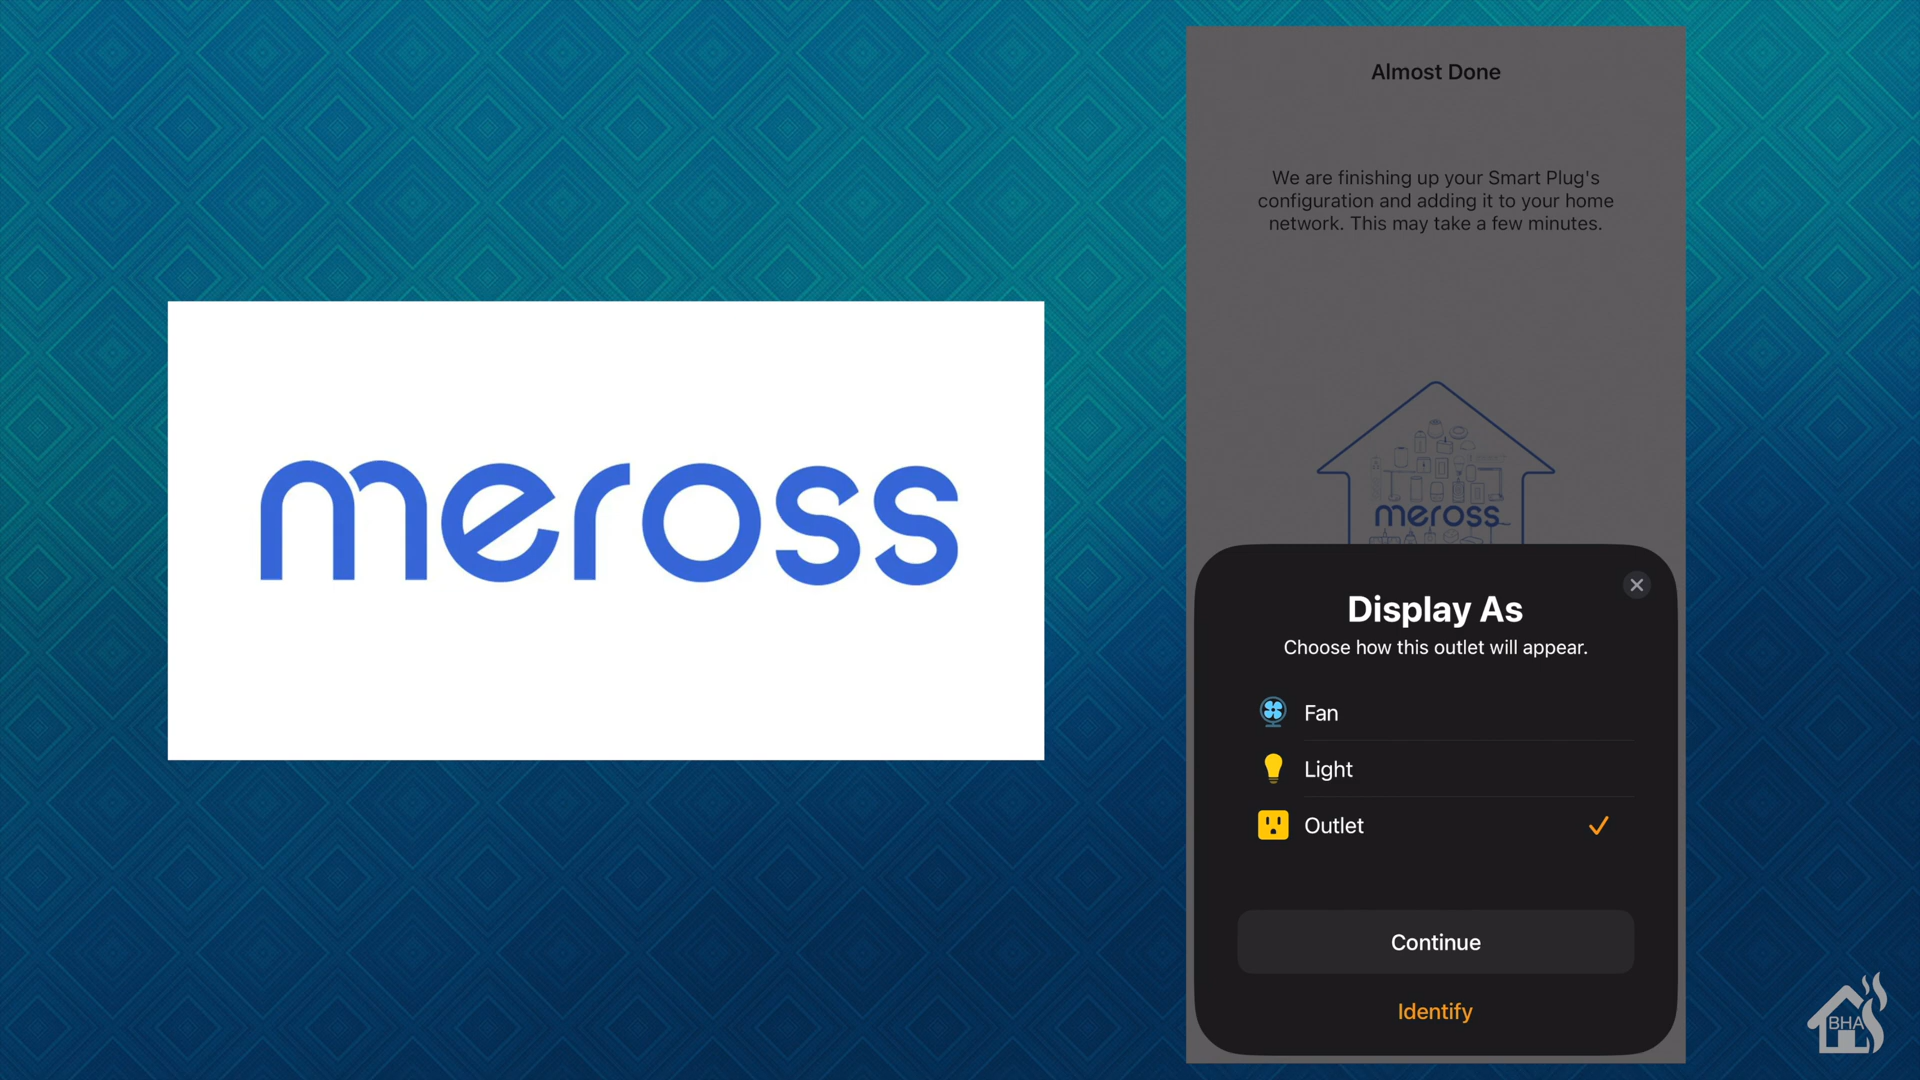 meross
Almost Done
We are finishing up your Smart Plug's
configuration and adding it to your home
network. This may take a few minutes.
meross
Display As
Choose how this outlet will appear.
Fan
Light
Outlet
Continue
Identify
BHA